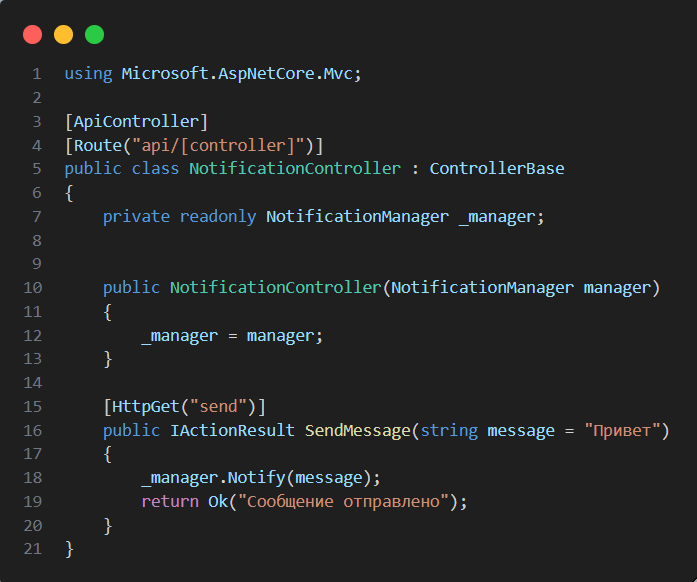 1 using Microsoft.AspNetCore.Mvc;
2
3 [ApiController]
4 [Route("api/[controller]")]
5 public class NotificationController : ControllerBase
6 {
7     private readonly NotificationManager _manager;
8
9
10     public NotificationController(NotificationManager manager)
11     {
12         _manager = manager;
13     }
14
15     [HttpGet("send")]
16     public IActionResult SendMessage(string message = "Привет")
17     {
18         _manager.Notify(message);
19         return Ok("Сообщение отправлено");
20     }
21 }